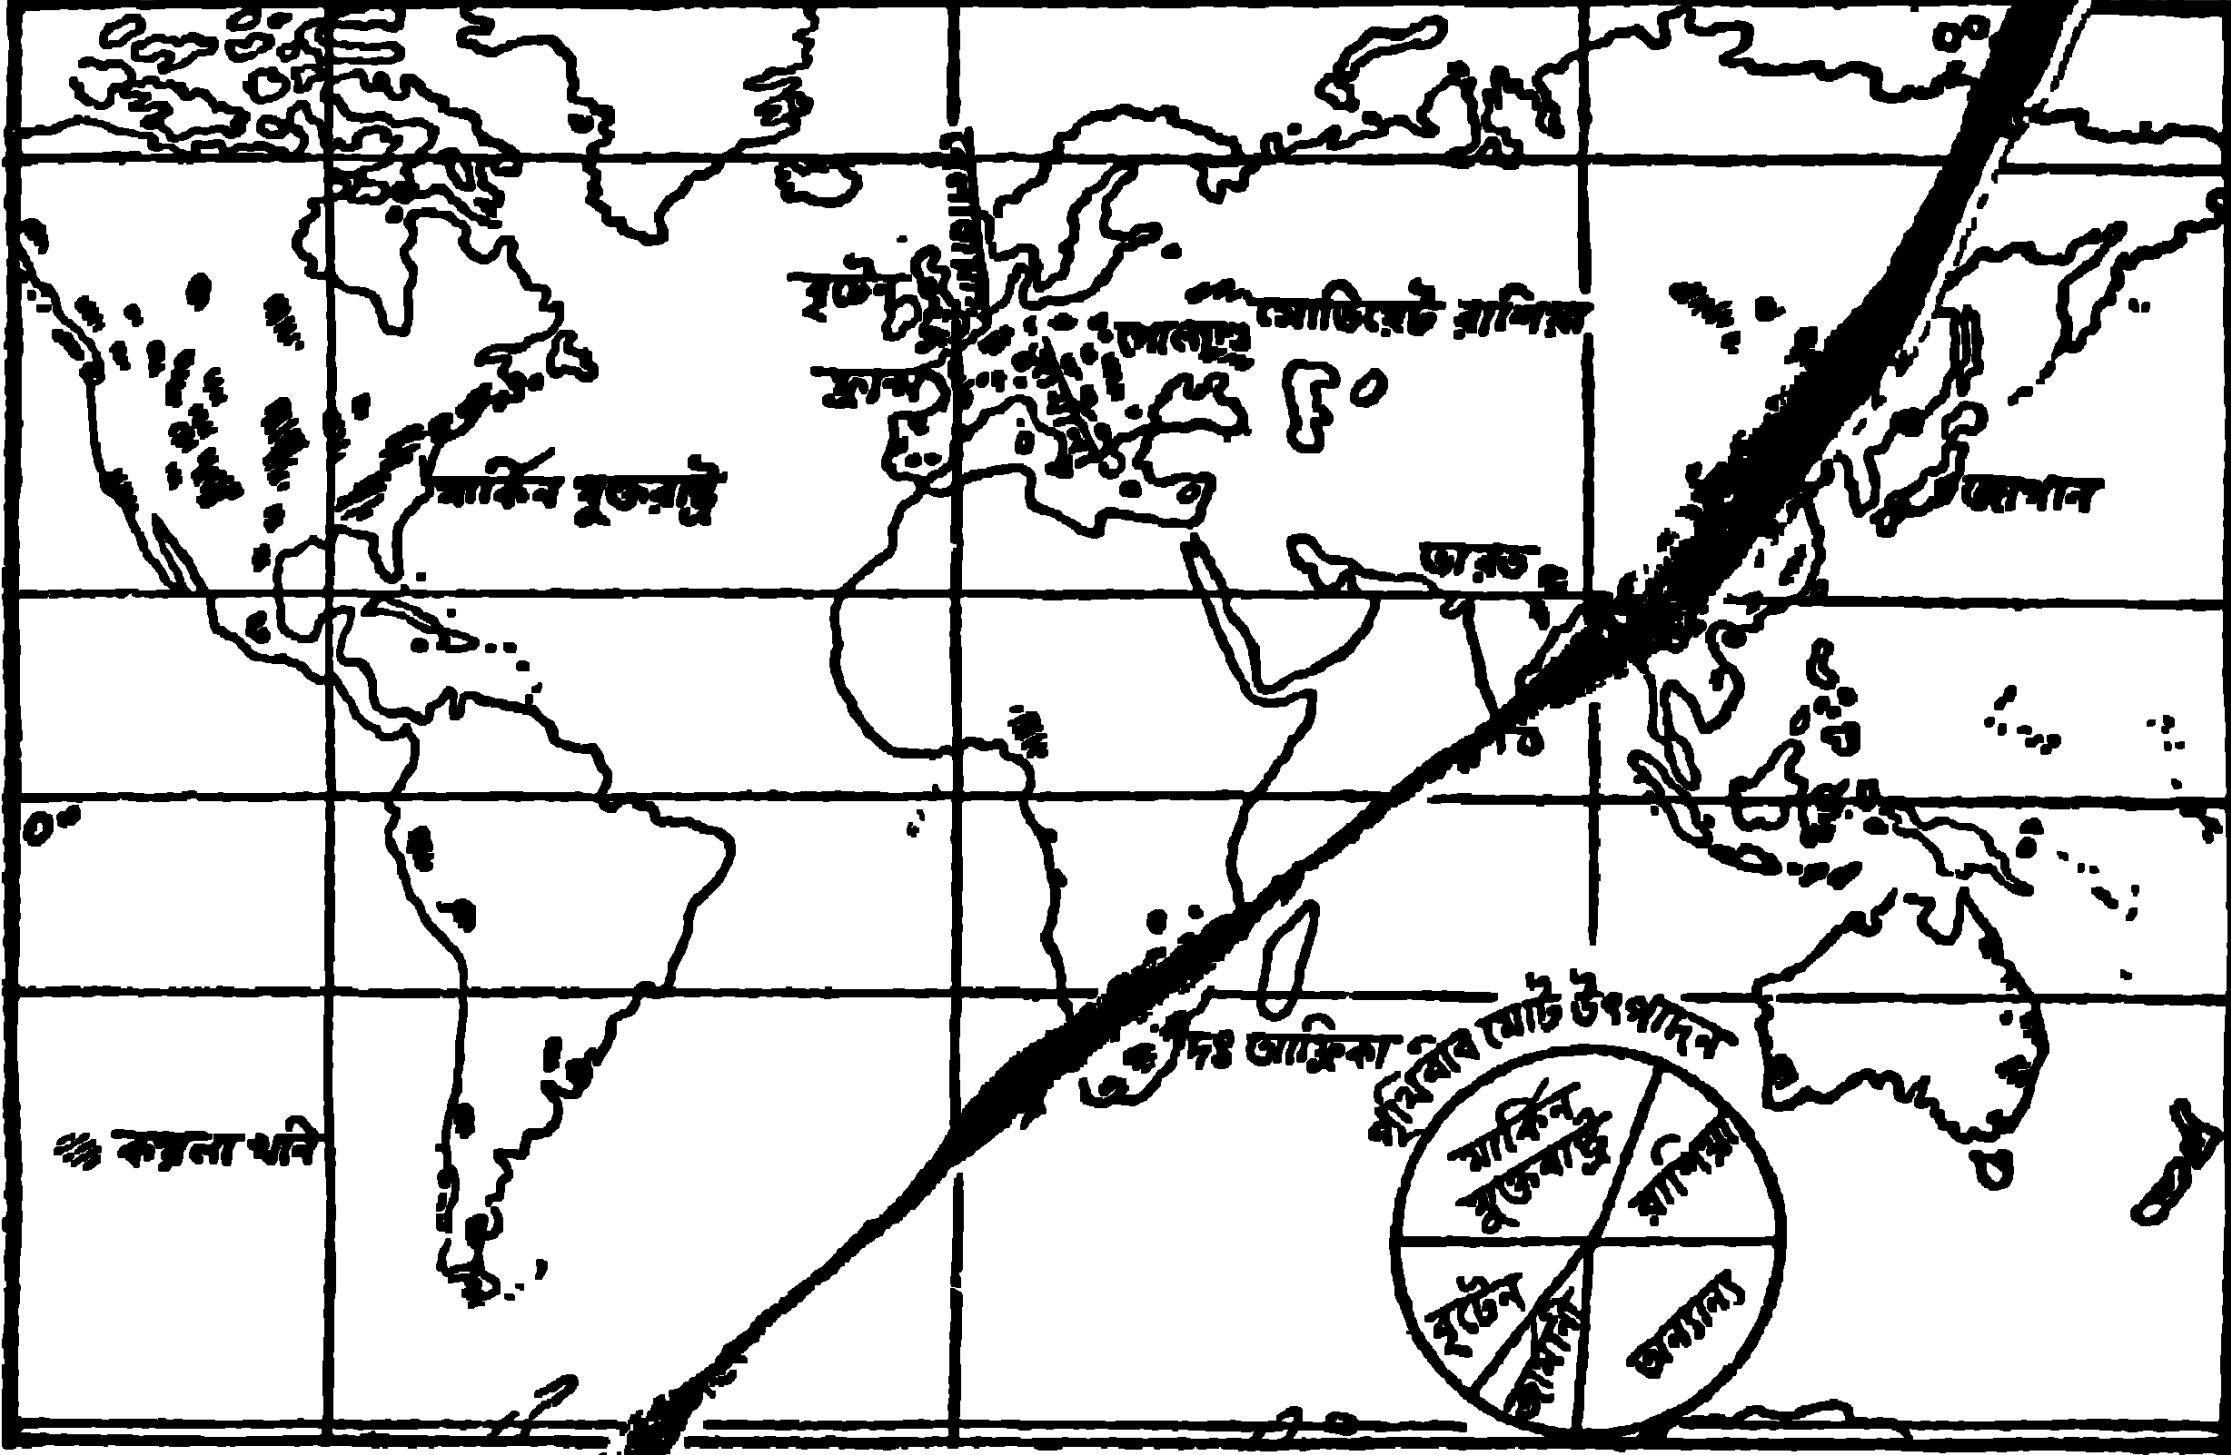 বৃটেন
সোভিয়েট রাশিয়া
পোল্যাণ্ড
ফ্রান্স
মার্কিন যুক্তরাষ্ট্র
জাপান
ভারত
দঃ আফ্রিকা
কয়লা খনি
পৃথিবীর মোট উৎপাদন
মার্কিন
যুক্তরাষ্ট্র
রাশিয়া
বৃটেন
জার্মানি
অন্যান্য